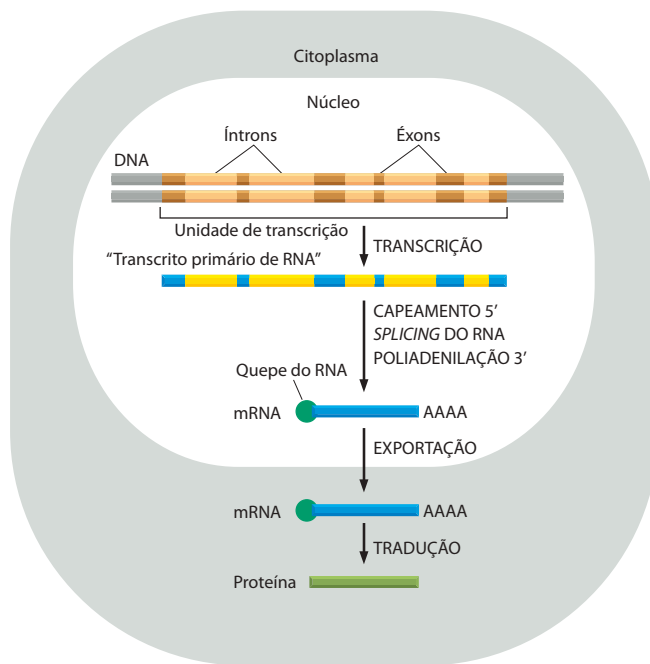 Citoplasma
Núcleo
Íntrons
Éxons
DNA
Unidade de transcrição
TRANSCRIÇÃO
“Transcrito primário de RNA”
CAPEAMENTO 5’
SPLICING DO RNA
POLIADENILAÇÃO 3’
Quepe do RNA
mRNA
AAAA
EXPORTAÇÃO
mRNA
AAAA
TRADUÇÃO
Proteína